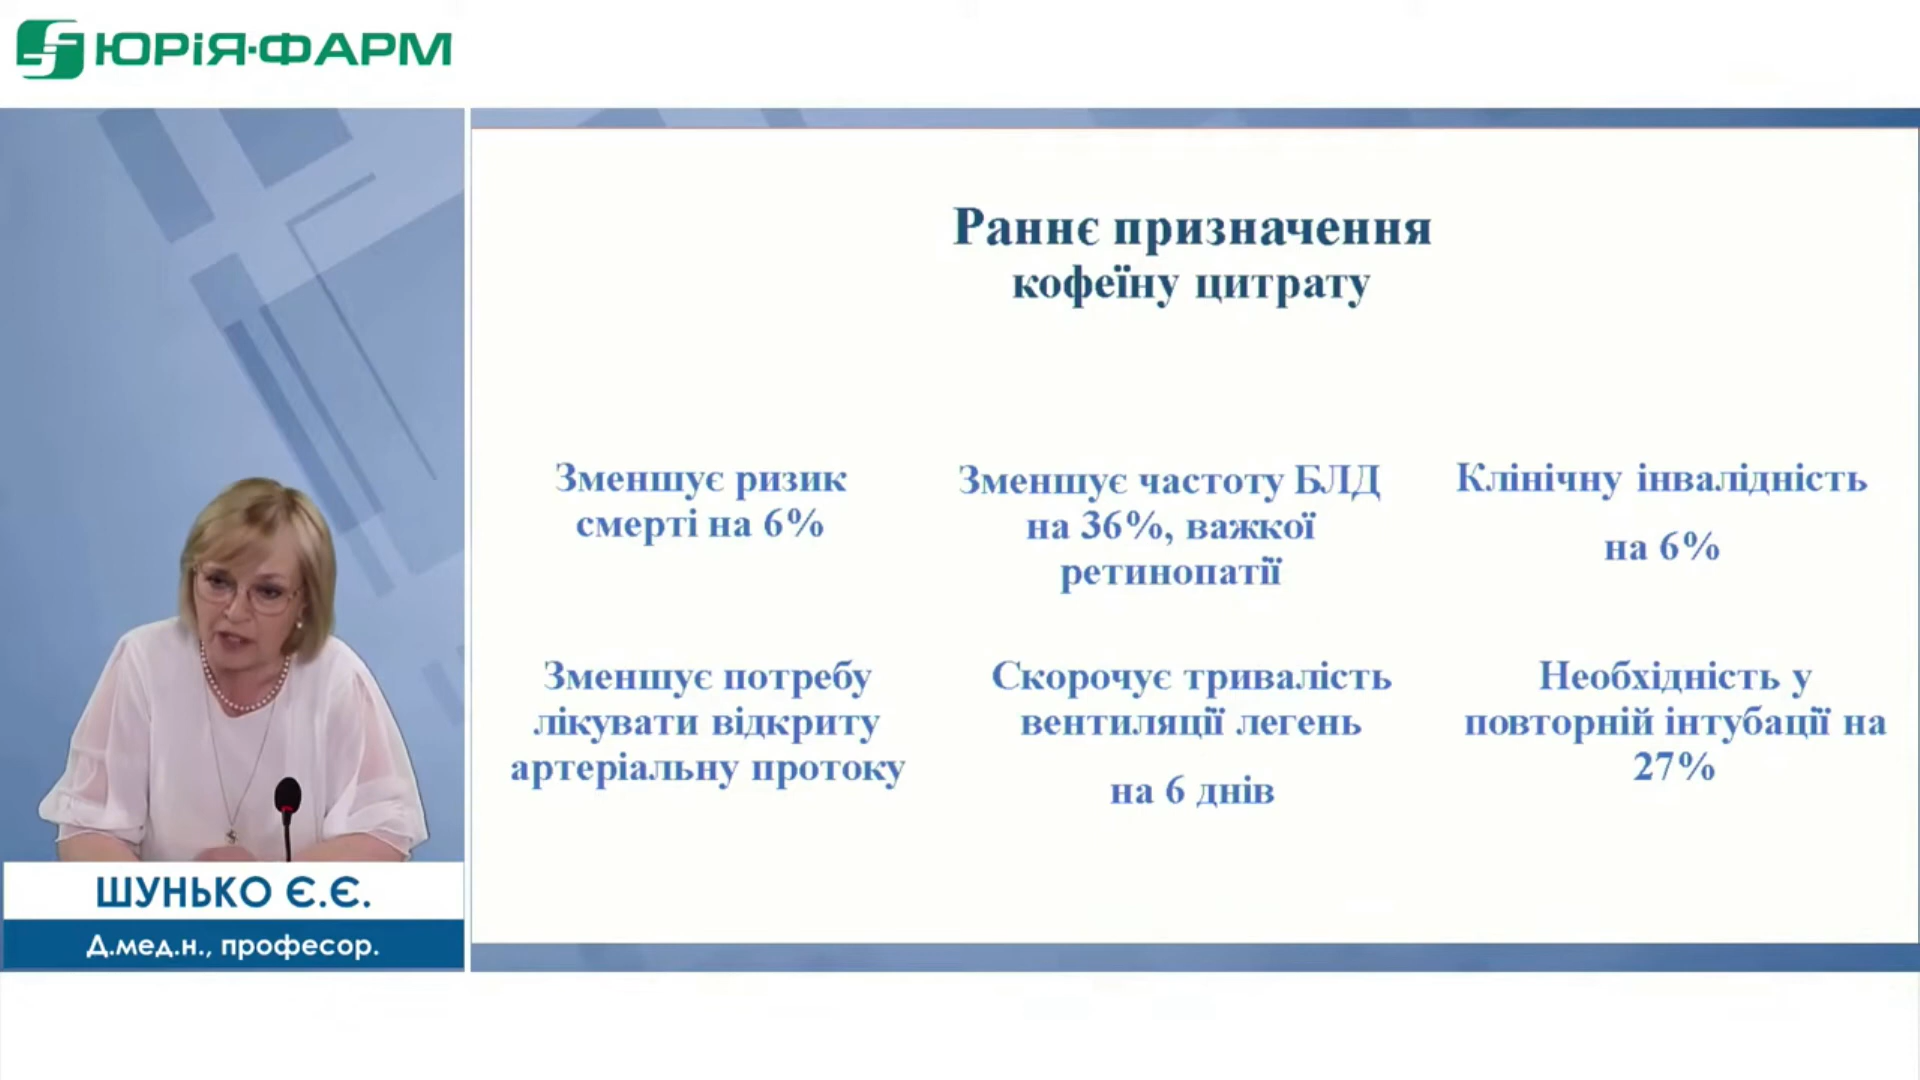 ЮРіЯ·ФАРМ
Раннє призначення
кофеїну цитрату
Зменшує ризик
смерті на 6%
Зменшує частоту БЛД
на 36%, важкої
ретинопатії
Клінічну інвалідність
на 6%
Зменшує потребу
лікувати відкриту
артеріальну протоку
Скорочує тривалість
вентиляції легень
на 6 днів
Необхідність у
повторній інтубації на
27%
ШУНЬКО Є.Є.
Д.мед.н., професор.